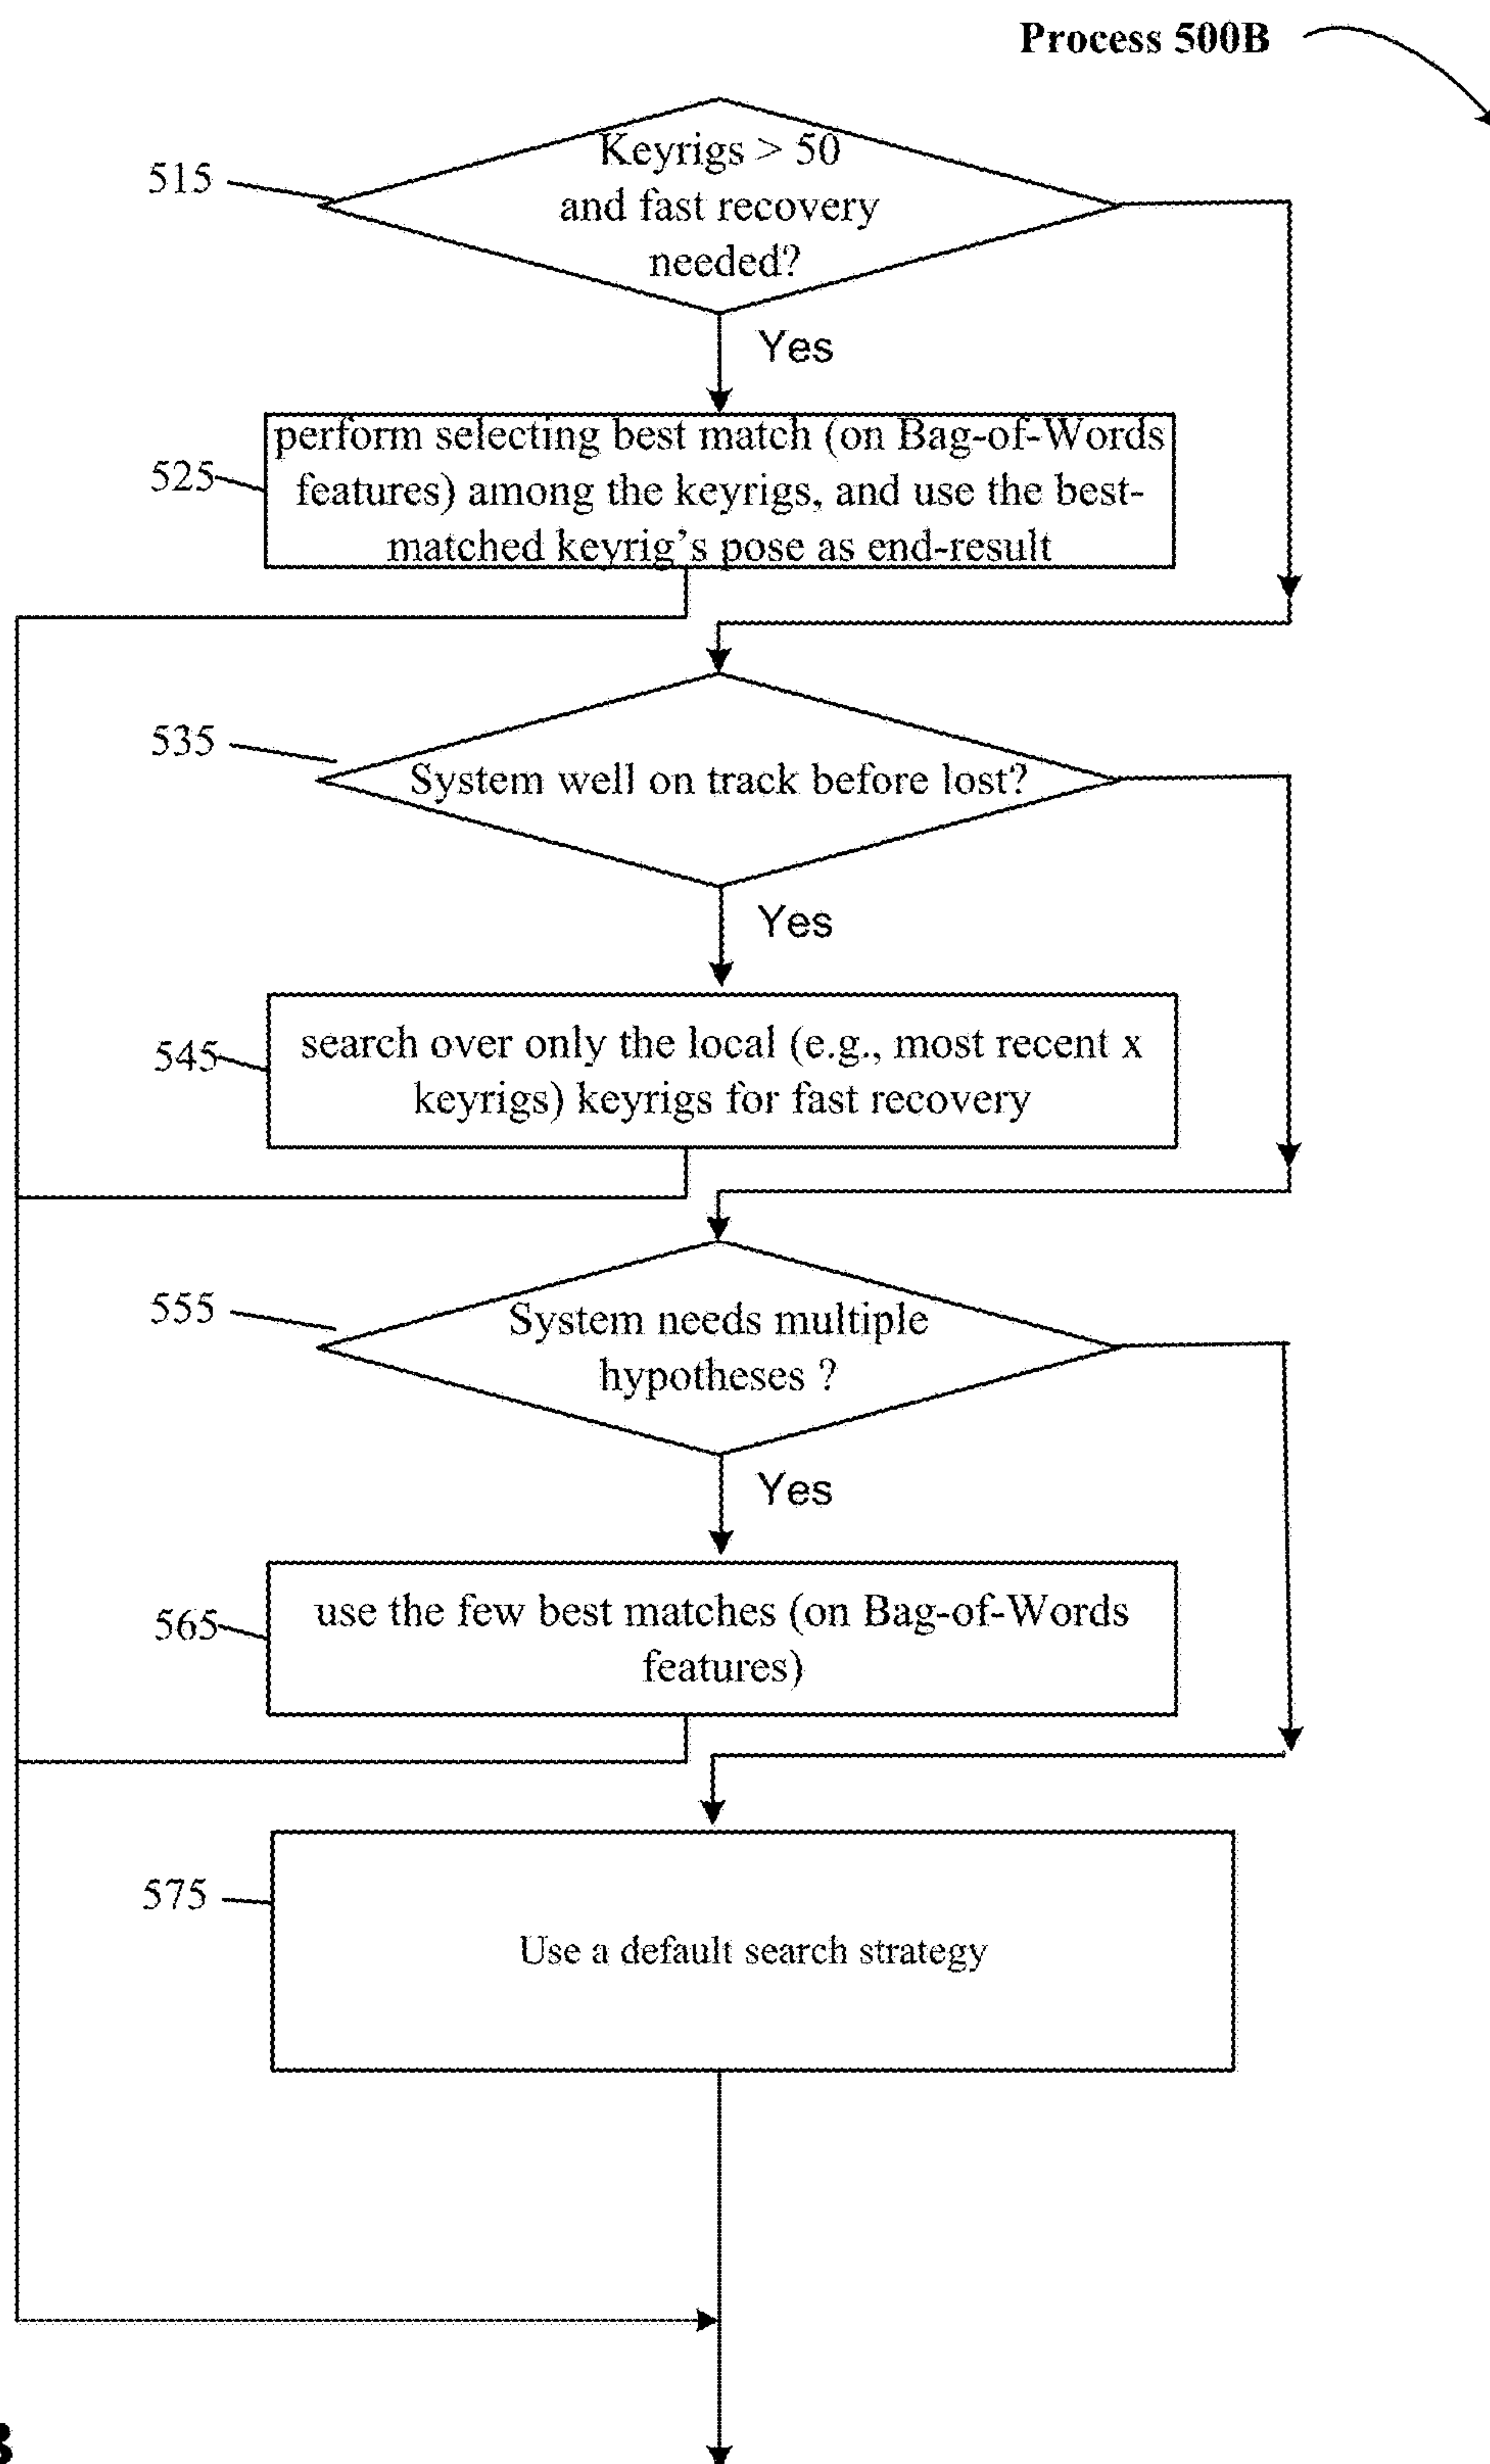 Process 500B
515
Keyrigs > 50
and fast recovery
needed?
Yes
525
perform selecting best match (on Bag-of-Words
features) among the keyrigs, and use the best-
matched keyrig's pose as end-result
535
System well on track before lost?
Yes
545
search over only the local (e.g., most recent x
keyrigs) keyrigs for fast recovery
555
System needs multiple
hypotheses ?
Yes
565
use the few best matches (on Bag-of-Words
features)
575
Use a default search strategy